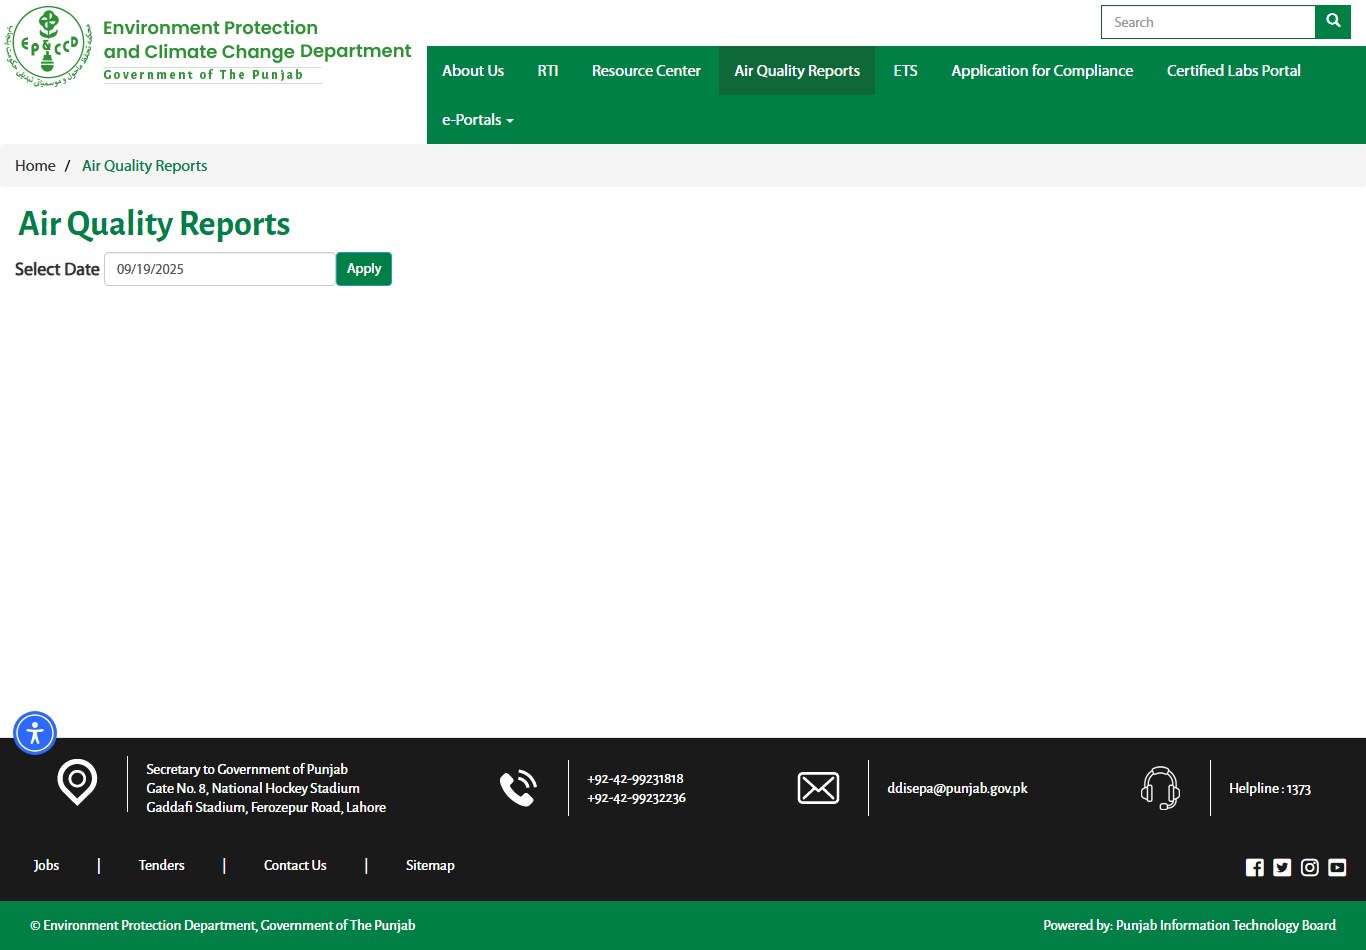 EP&CCD
Environment Protection
and Climate Change Department
Government of The Punjab
Search
About Us
RTI
Resource Center
Air Quality Reports
ETS
Application for Compliance
Certified Labs Portal
e-Portals
Home / Air Quality Reports
Air Quality Reports
Select Date 09/19/2025 Apply
Secretary to Government of Punjab
Gate No. 8, National Hockey Stadium
Gaddafi Stadium, Ferozepur Road, Lahore
+92-42-99231818
+92-42-99232236
ddisepa@punjab.gov.pk
Helpline : 1373
Jobs | Tenders | Contact Us | Sitemap
© Environment Protection Department, Government of The Punjab
Powered by: Punjab Information Technology Board